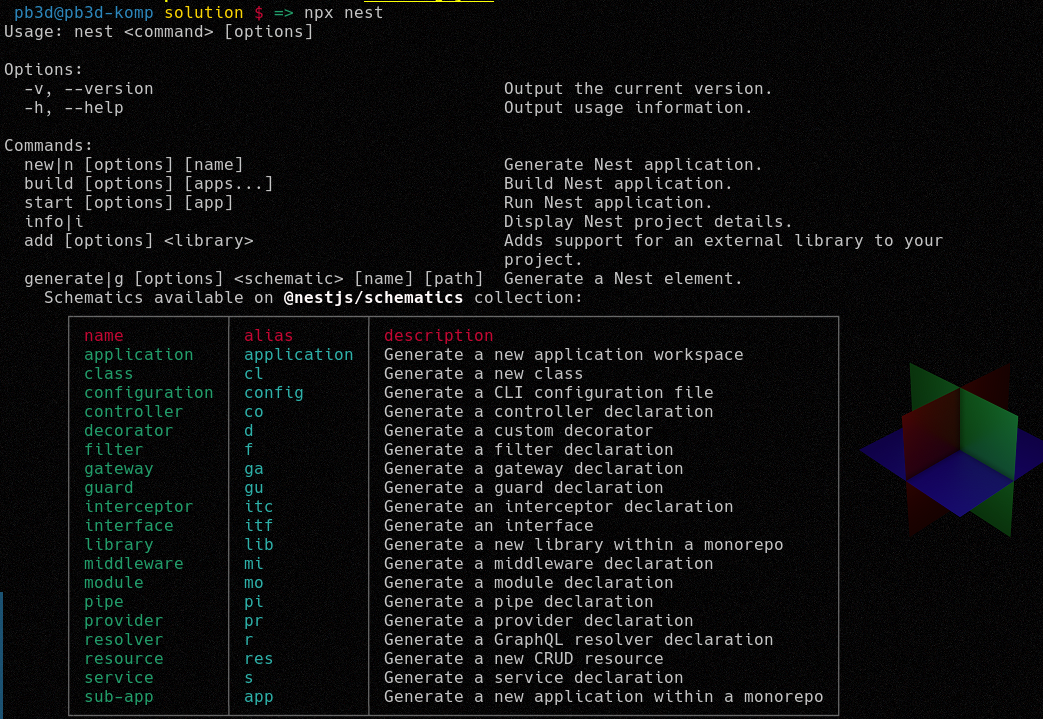 pb3d@pb3d-komp solution $ => npx nest
Usage: nest <command> [options]
Options:
-v, --version Output the current version.
-h, --help Output usage information.
Commands:
new|n [options] [name] Generate Nest application.
build [options] [apps...] Build Nest application.
start [options] [app] Run Nest application.
info|i Display Nest project details.
add [options] <library> Adds support for an external library to your
project.
generate|g [options] <schematic> [name] [path] Generate a Nest element.
Schematics available on @nestjs/schematics collection:
name alias description
application application Generate a new application workspace
class cl Generate a new class
configuration config Generate a CLI configuration file
controller co Generate a controller declaration
decorator d Generate a custom decorator
filter f Generate a filter declaration
gateway ga Generate a gateway declaration
guard gu Generate a guard declaration
interceptor itc Generate an interceptor declaration
interface itf Generate an interface
library lib Generate a new library within a monorepo
middleware mi Generate a middleware declaration
module mo Generate a module declaration
pipe pi Generate a pipe declaration
provider pr Generate a provider declaration
resolver r Generate a GraphQL resolver declaration
resource res Generate a new CRUD resource
service s Generate a service declaration
sub-app app Generate a new application within a monorepo